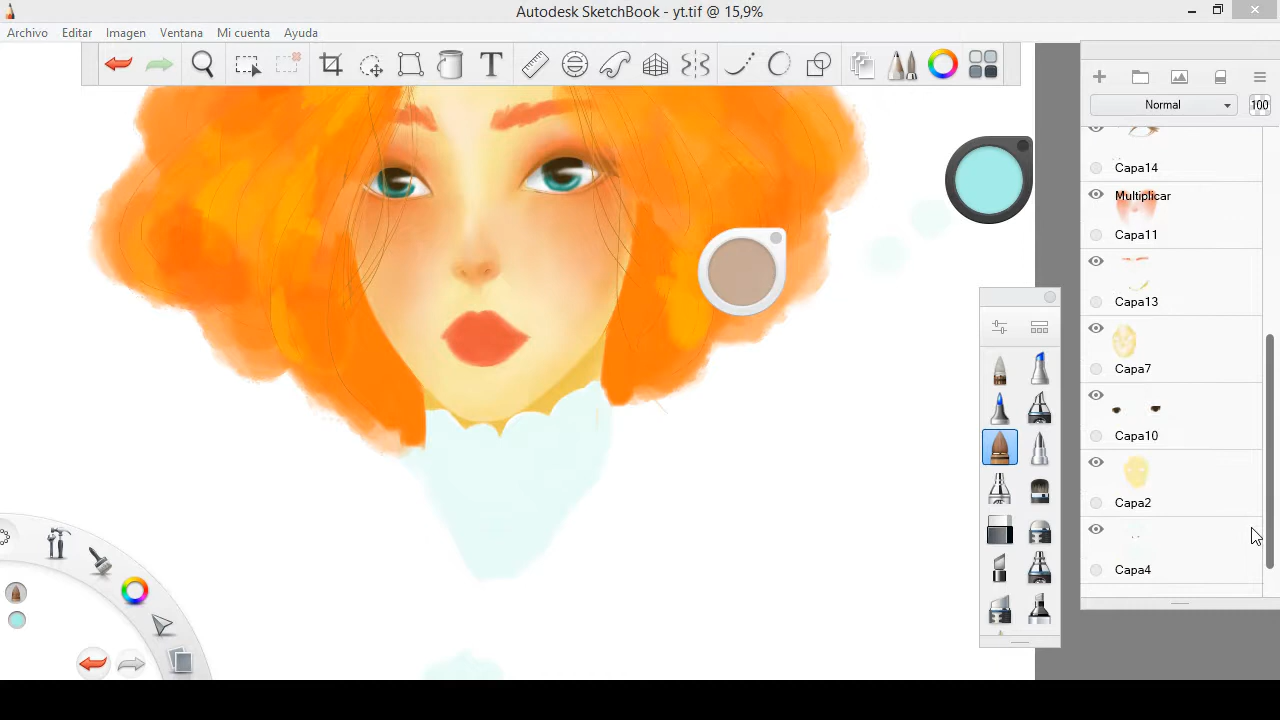 Autodesk SketchBook - yt.tif @ 15,9%
Archivo Editar Imagen Ventana Mi cuenta Ayuda
T
Normal 100
Capa14
Multiplicar
Capa11
Capa13
Capa7
Capa10
Capa2
Capa4